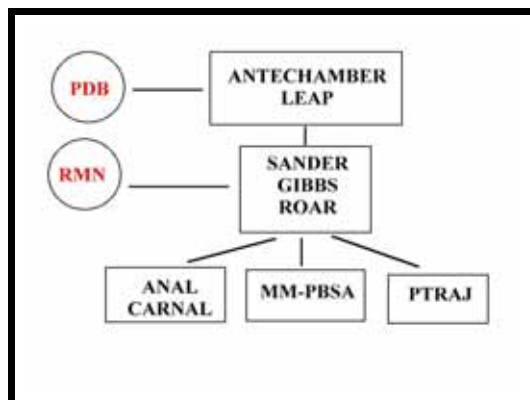 PDB
ANTECHAMBER
LEAP
RMN
SANDER
GIBBS
ROAR
ANAL
CARNAL
MM-PBSA
PTRAJ